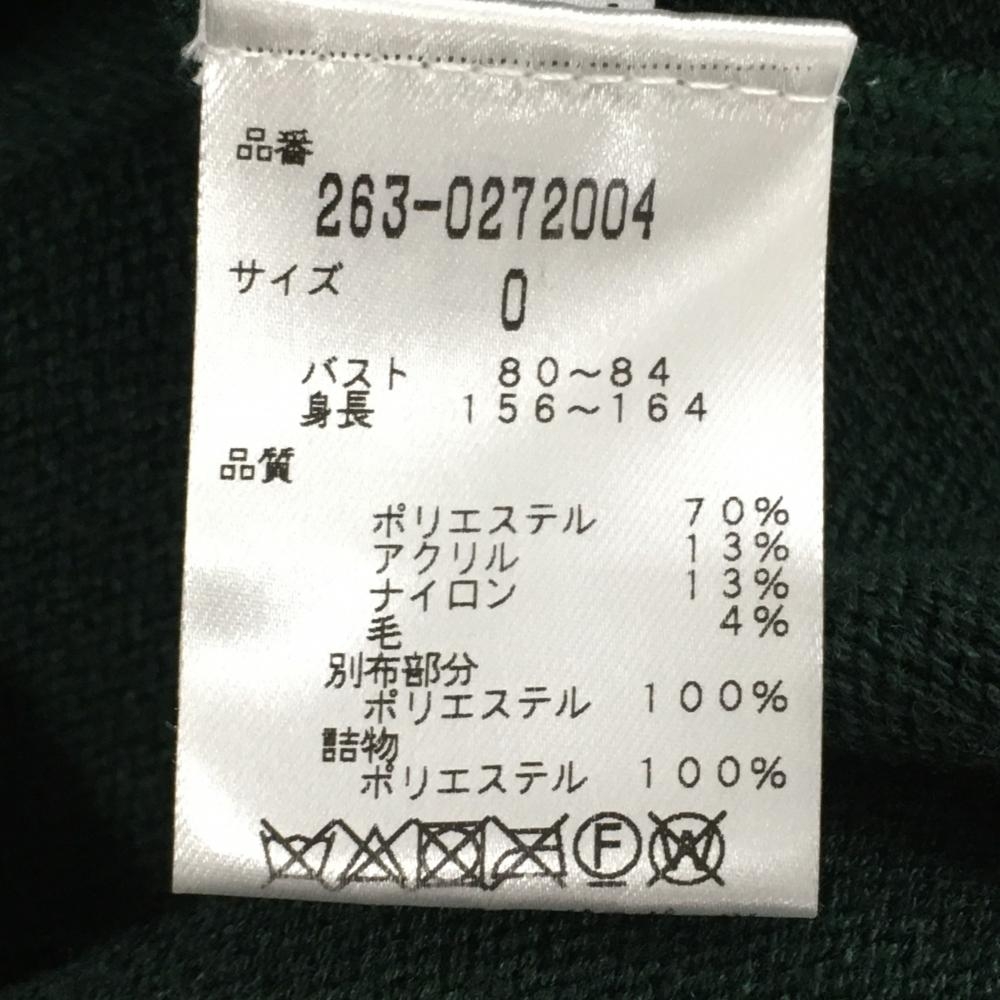 品番
263-0272004
サイズ 0
バスト 80～84
身長 156～164
品質
ポリエステル 70%
アクリル 13%
ナイロン 13%
毛 4%
別布部分
ポリエステル 100%
詰物
ポリエステル 100%
F W